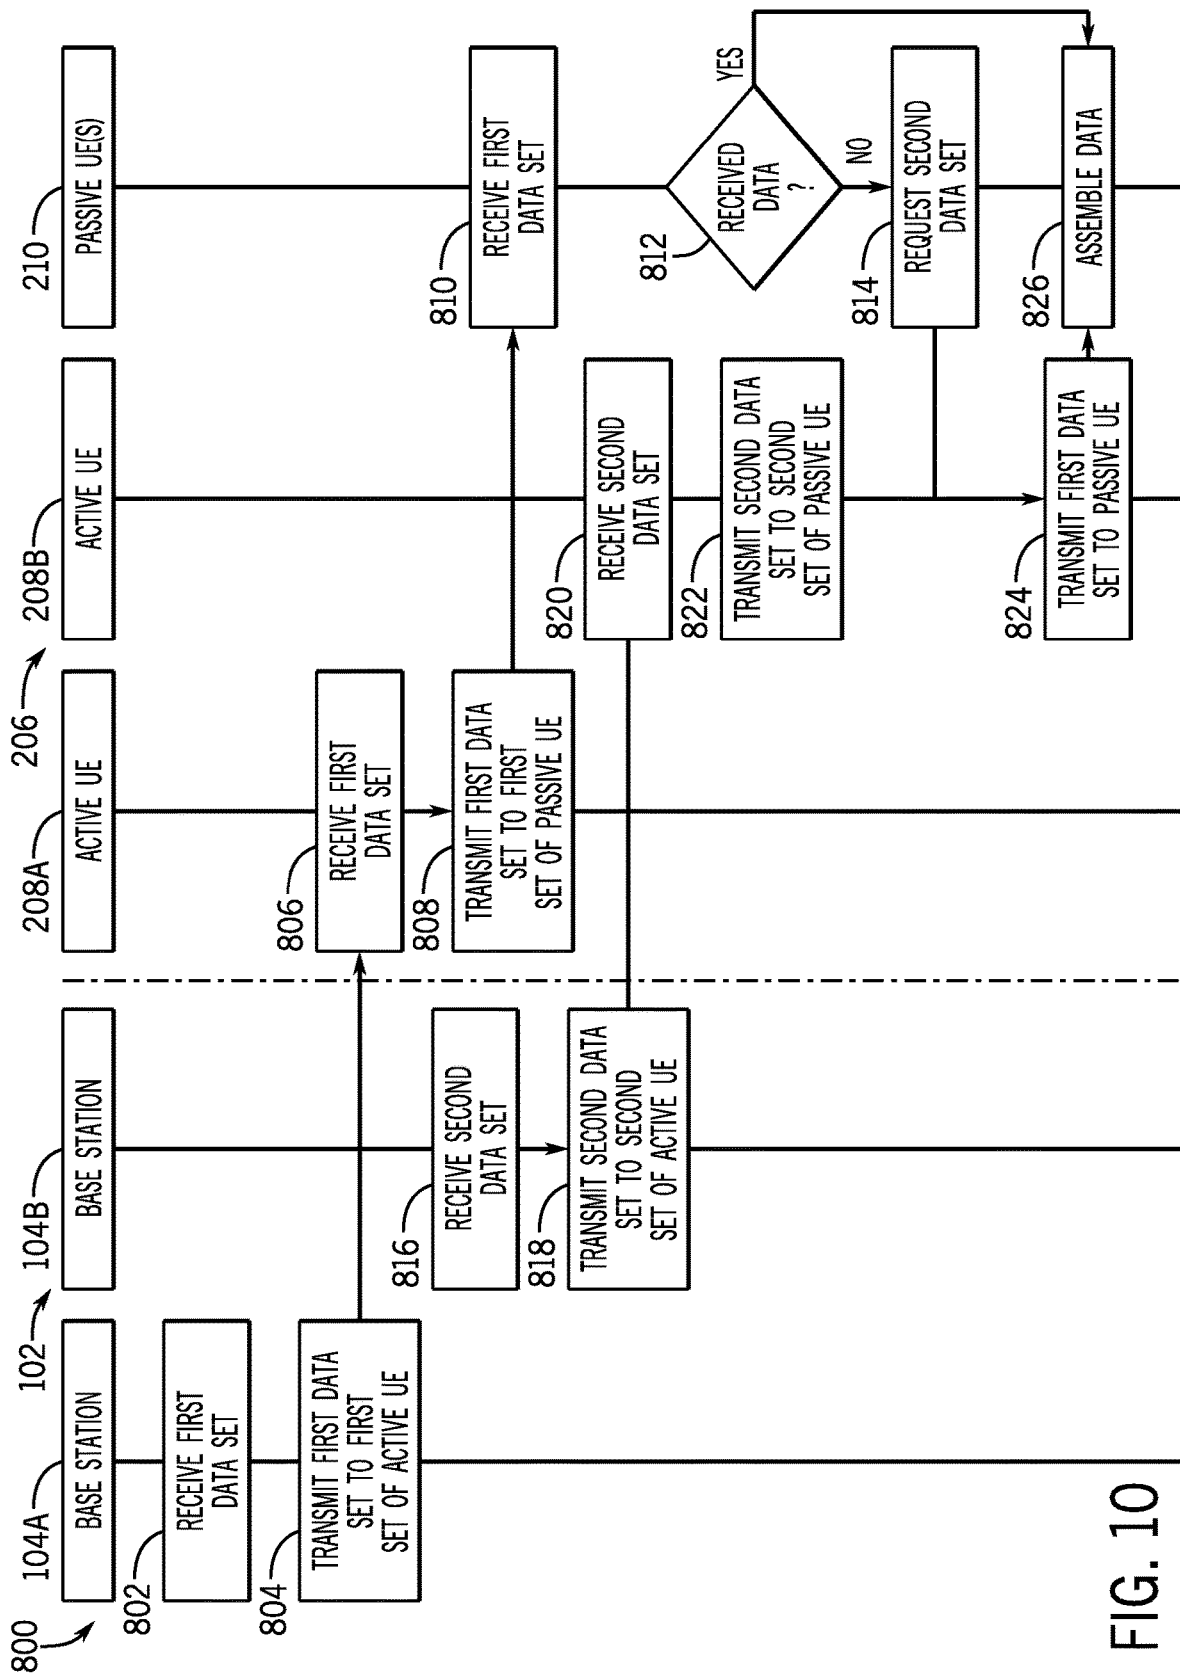 800
102
206
104A
104B
208A
208B
210
BASE STATION
BASE STATION
ACTIVE UE
ACTIVE UE
PASSIVE UE(S)
802
RECEIVE FIRST
DATA SET
804
TRANSMIT FIRST DATA
SET TO FIRST
SET OF ACTIVE UE
806
RECEIVE FIRST
DATA SET
808
TRANSMIT FIRST DATA
SET TO FIRST
SET OF PASSIVE UE
810
RECEIVE FIRST
DATA SET
816
RECEIVE SECOND
DATA SET
818
TRANSMIT SECOND DATA
SET TO SECOND
SET OF ACTIVE UE
820
RECEIVE SECOND
DATA SET
822
TRANSMIT SECOND DATA
SET TO SECOND
SET OF PASSIVE UE
812
RECEIVED
DATA
?
YES
NO
814
REQUEST SECOND
DATA SET
824
TRANSMIT FIRST DATA
SET TO PASSIVE UE
826
ASSEMBLE DATA
FIG. 10